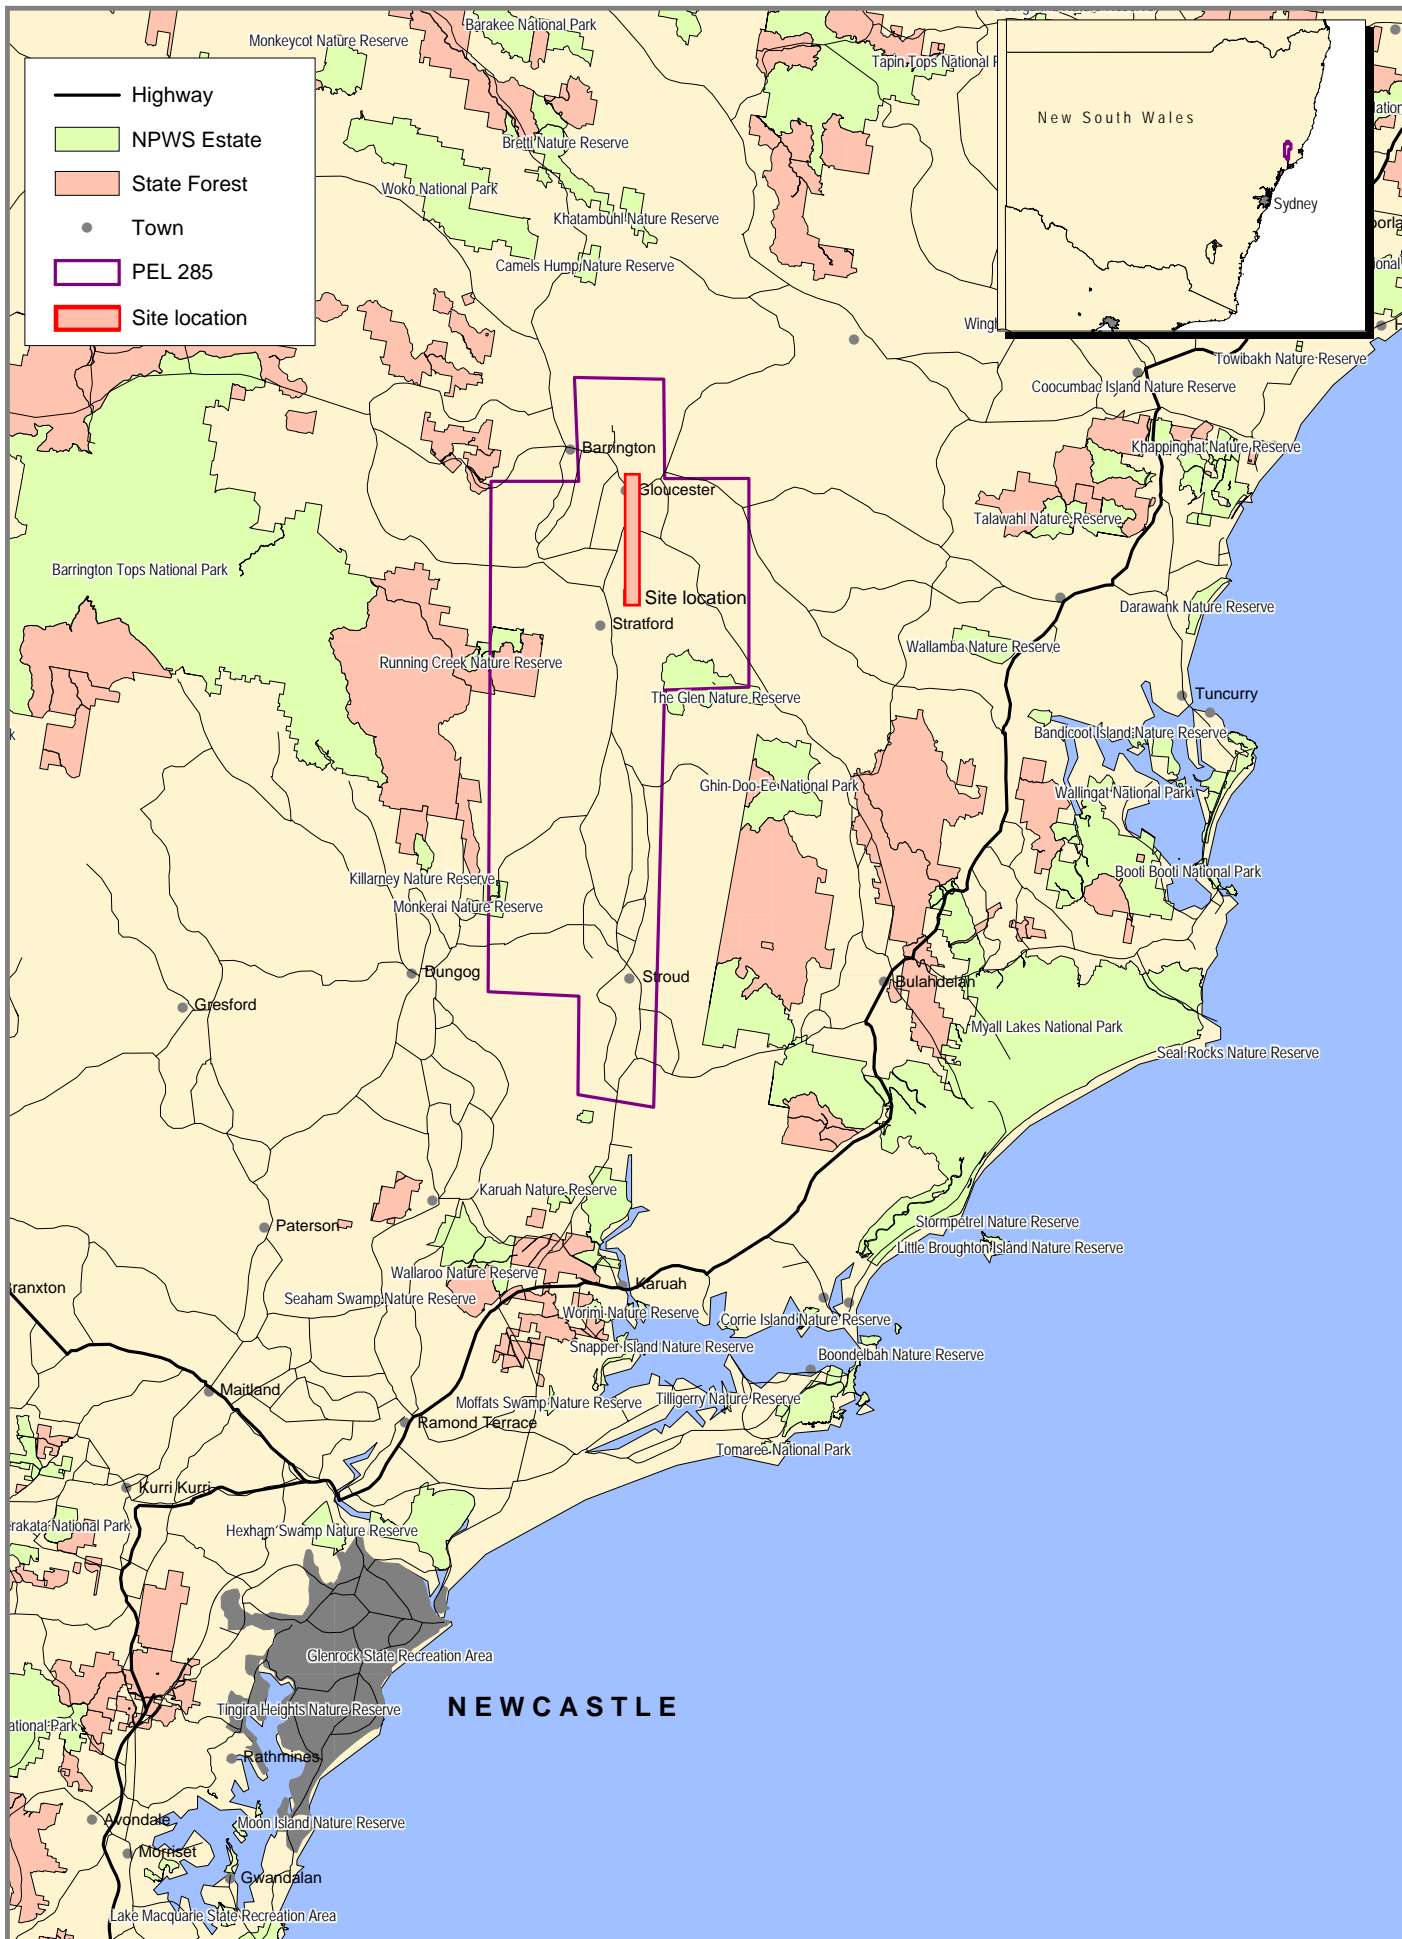 Barakee National Park
Monkeycot Nature Reserve
Tapin Tops National P
Highway
NPWS Estate
State Forest
Town
PEL 285
Site location
New South Wales
Sydney
Bretti Nature Reserve
Woko National Park
Khatambuhl Nature Reserve
Camels Hump Nature Reserve
Wingh
Towibakh Nature Reserve
Coocumbac Island Nature Reserve
Barrington
Khappinghat Nature Reserve
Gloucester
Talawahl Nature Reserve
Barrington Tops National Park
Site location
Darawank Nature Reserve
Stratford
Wallamba Nature Reserve
Running Creek Nature Reserve
The Glen Nature Reserve
Tuncurry
Bandicoot Island Nature Reserve
Ghin-Doo-Ee National Park
Wallingat National Park
Booti Booti National Park
Killarney Nature Reserve
Monkerai Nature Reserve
Dungog
Stroud
Bulahdelah
Gresford
Myall Lakes National Park
Seal Rocks Nature Reserve
Karuah Nature Reserve
Paterson
Stormpetrel Nature Reserve
Little Broughton Island Nature Reserve
Wallaroo Nature Reserve
Branxton
Karuah
Seaham Swamp Nature Reserve
Worimi Nature Reserve
Corrie Island Nature Reserve
Snapper Island Nature Reserve
Boondelbah Nature Reserve
Maitland
Moffats Swamp Nature Reserve
Tilligerry Nature Reserve
Ramond Terrace
Tomaree National Park
Kurri Kurri
erakata National Park
Hexham Swamp Nature Reserve
Glenrock State Recreation Area
NEWCASTLE
Tingira Heights Nature Reserve
ational Park
Rathmines
Avondale
Moon Island Nature Reserve
Morriset
Gwandalan
Lake Macquarie State Recreation Area